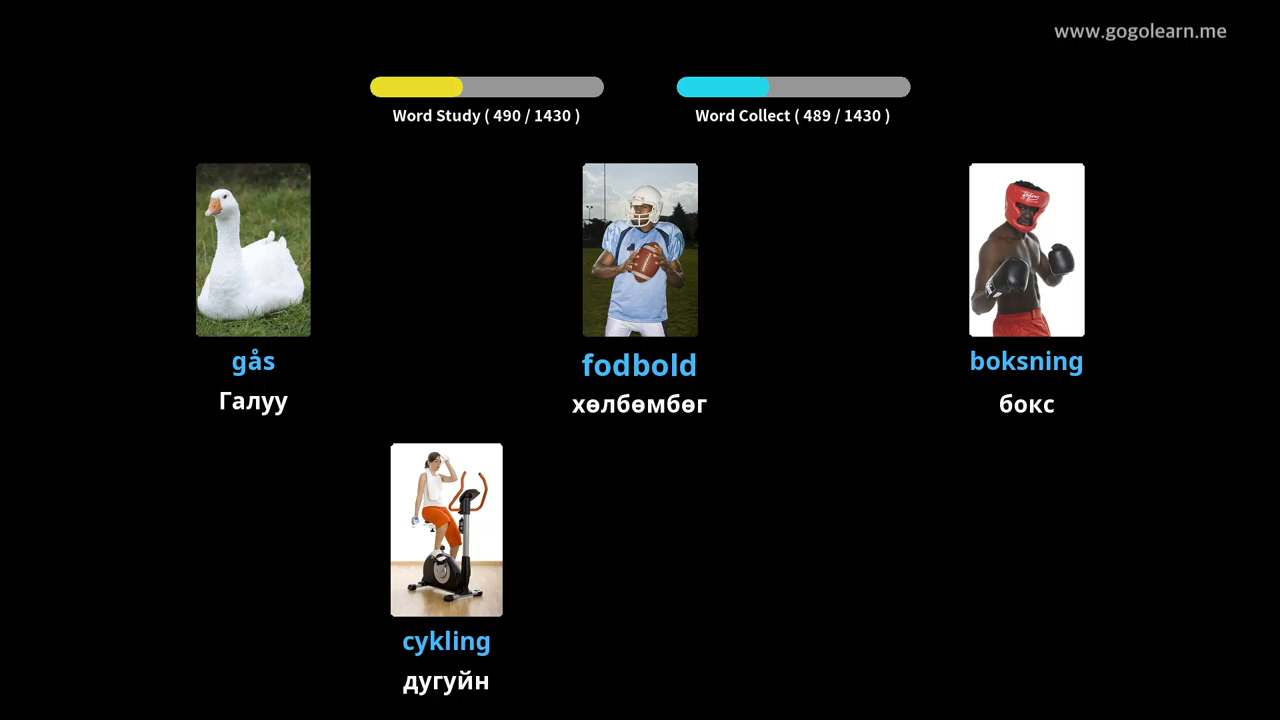 www.gogolearn.me
Word Study ( 490 / 1430 )
Word Collect ( 489 / 1430 )
gås
Галуу
fodbold
хөлбөмбөг
boksning
бокс
cykling
дугуйн